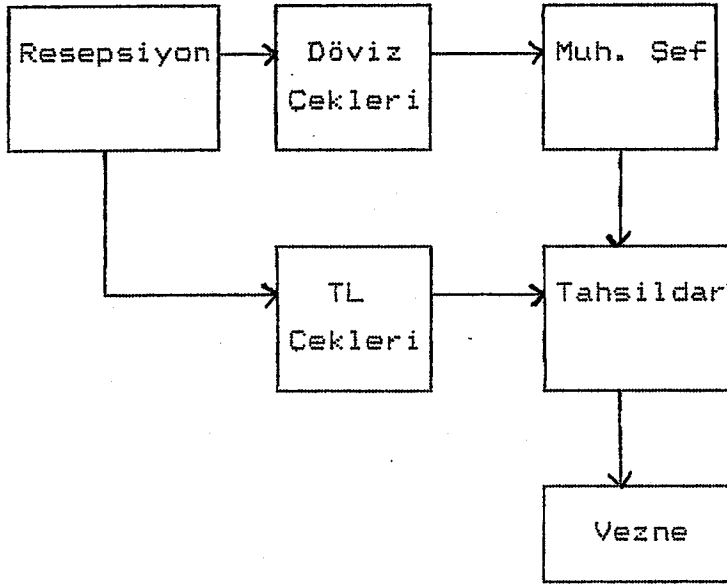 Resepsiyon
Döviz
Çekleri
Muh. Şef
TL
Çekleri
Tahsildar
Vezne